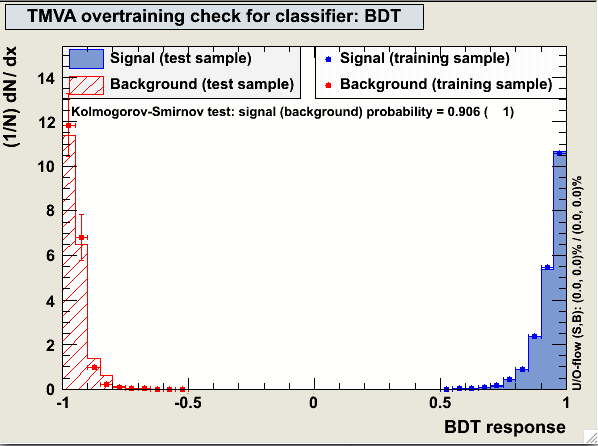 TMVA overtraining check for classifier: BDT
(1/N) dN / dx
Signal (test sample)
Background (test sample)
Signal (training sample)
Background (training sample)
Kolmogorov-Smirnov test: signal (background) probability = 0.906 ( 1)
14
12
10
8
6
4
2
0
-1
-0.5
0
0.5
1
BDT response
U/O-flow (S,B): (0.0, 0.0)% / (0.0, 0.0)%